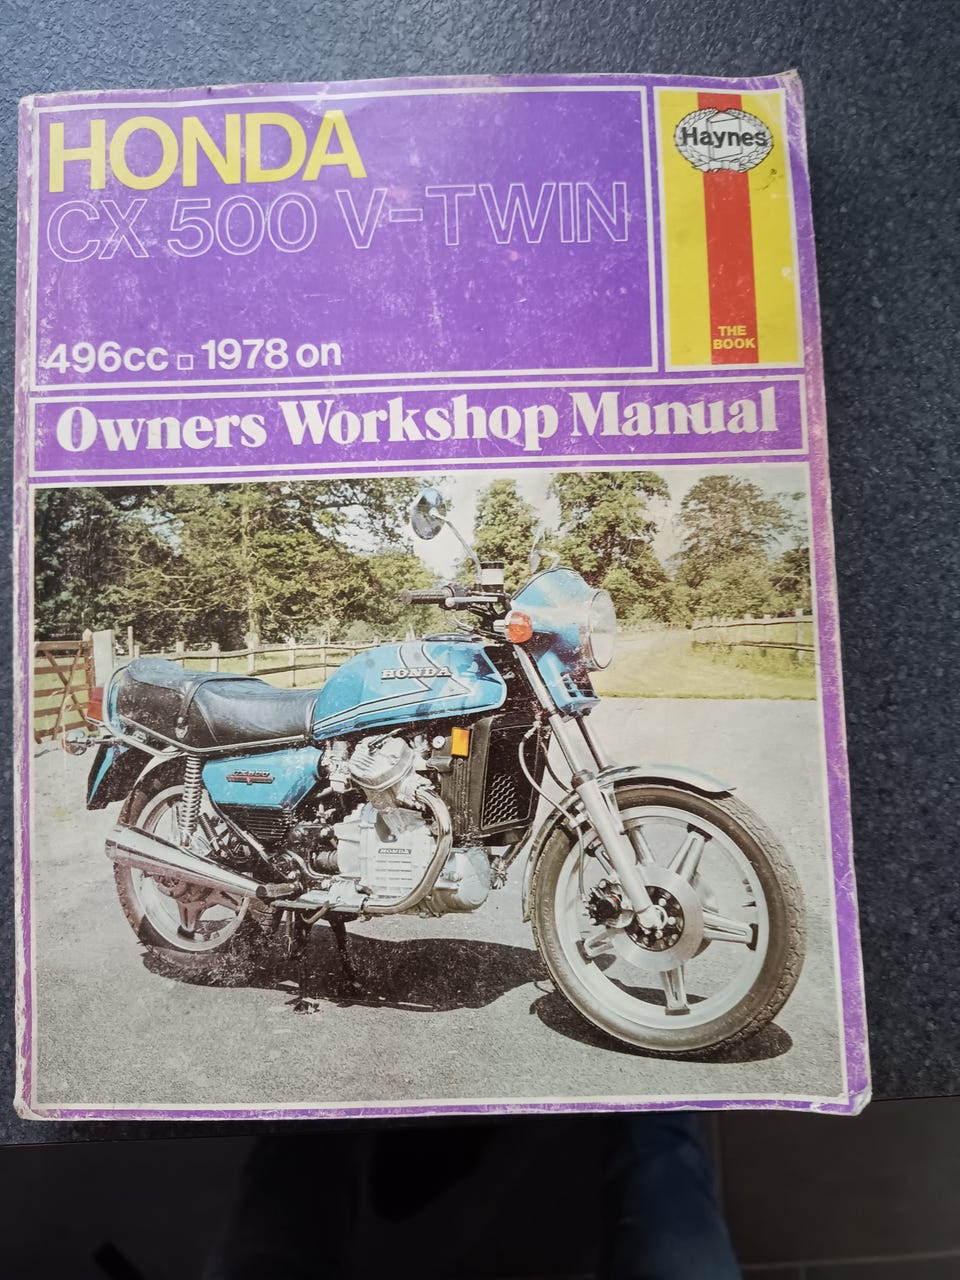 HONDA
CX 500 V-TWIN
496cc □ 1978 on
Haynes
THE
BOOK
Owners Workshop Manual
HONDA
HONDA